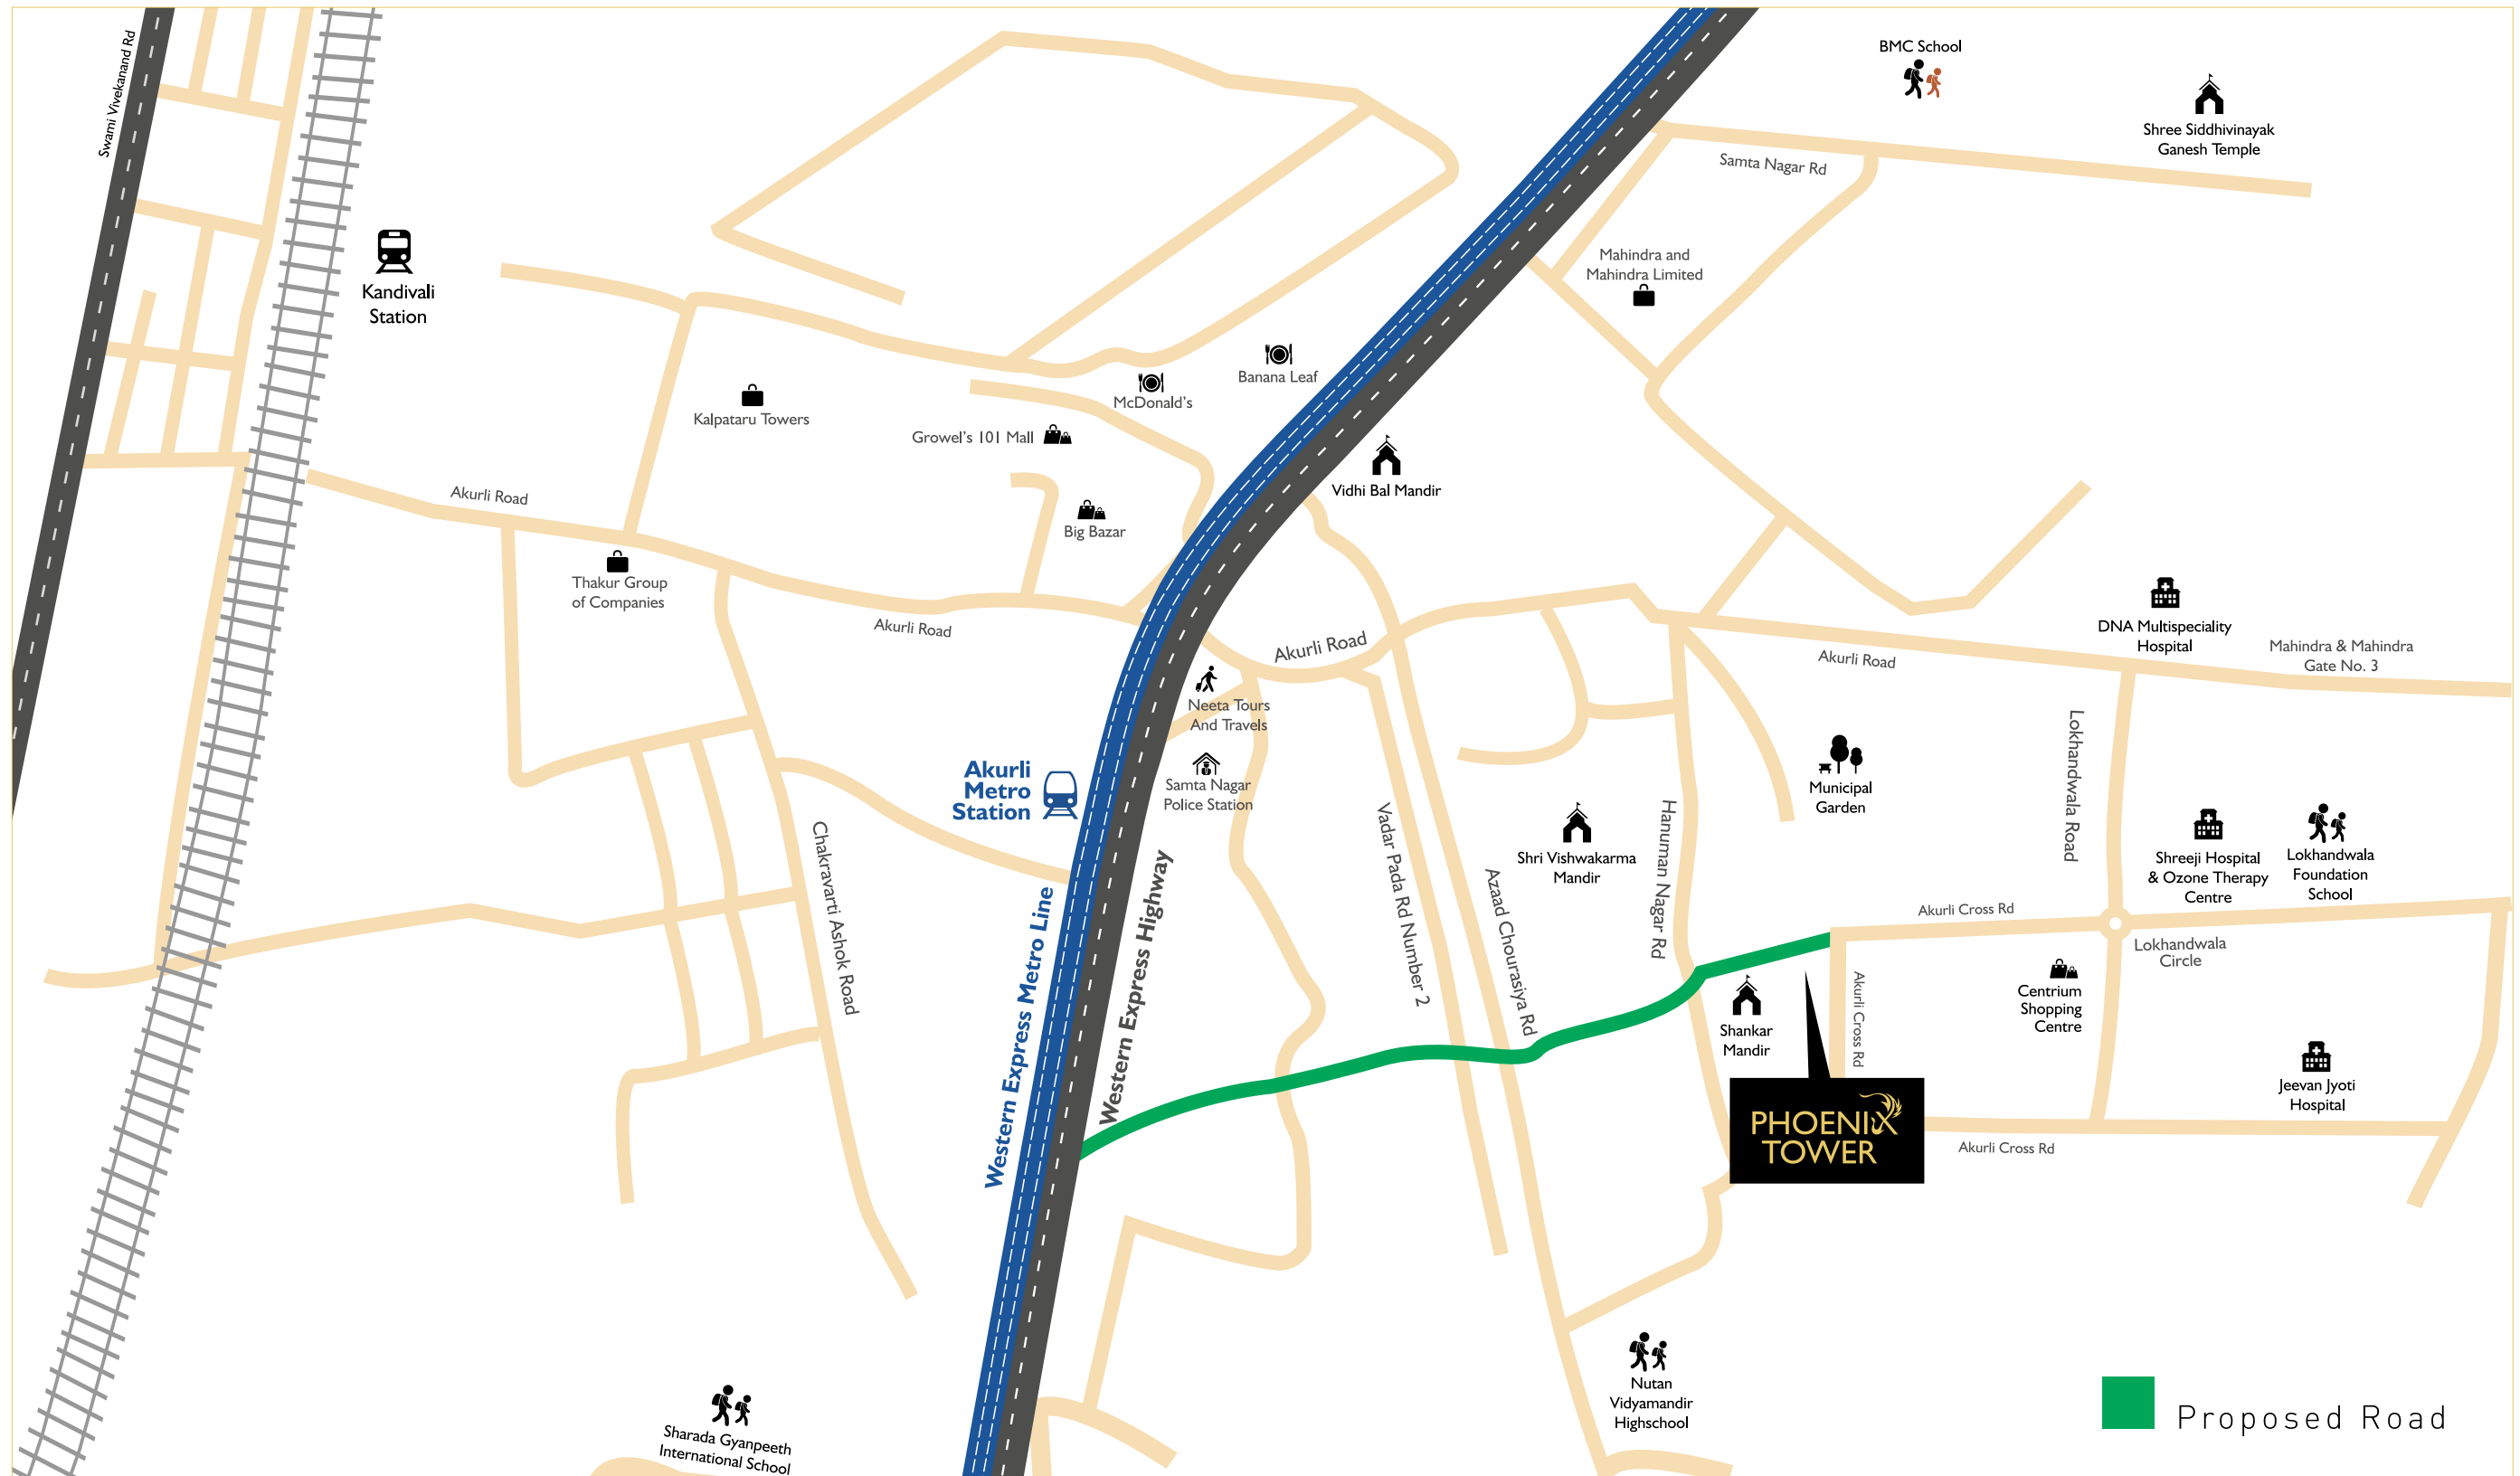 Swami Vivekanand Rd
BMC School
Shree Siddhivinayak
Ganesh Temple
Samta Nagar Rd
Kandivali
Station
Mahindra and
Mahindra Limited
Banana Leaf
McDonald's
Kalpataru Towers
Growel's 101 Mall
Vidhi Bal Mandir
Akurli Road
Big Bazar
Thakur Group
of Companies
Akurli Road
Akurli Road
DNA Multispeciality
Hospital
Mahindra & Mahindra
Gate No. 3
Akurli Road
Neeta Tours
And Travels
Akurli
Metro
Station
Samta Nagar
Police Station
Municipal
Garden
Lokhandwala Road
Chakravarti Ashok Road
Vadar Pada Rd Number 2
Azaad Chourasiya Rd
Shri Vishwakarma
Mandir
Hanuman Nagar Rd
Shreeji Hospital
& Ozone Therapy
Centre
Lokhandwala
Foundation
School
Western Express Metro Line
Western Express Highway
Akurli Cross Rd
Lokhandwala
Circle
Centrium
Shopping
Centre
Shankar
Mandir
Akurli Cross Rd
Jeevan Jyoti
Hospital
PHOENIX
TOWER
Akurli Cross Rd
Nutan
Vidyamandir
Highschool
Sharada Gyanpeeth
International School
Proposed Road